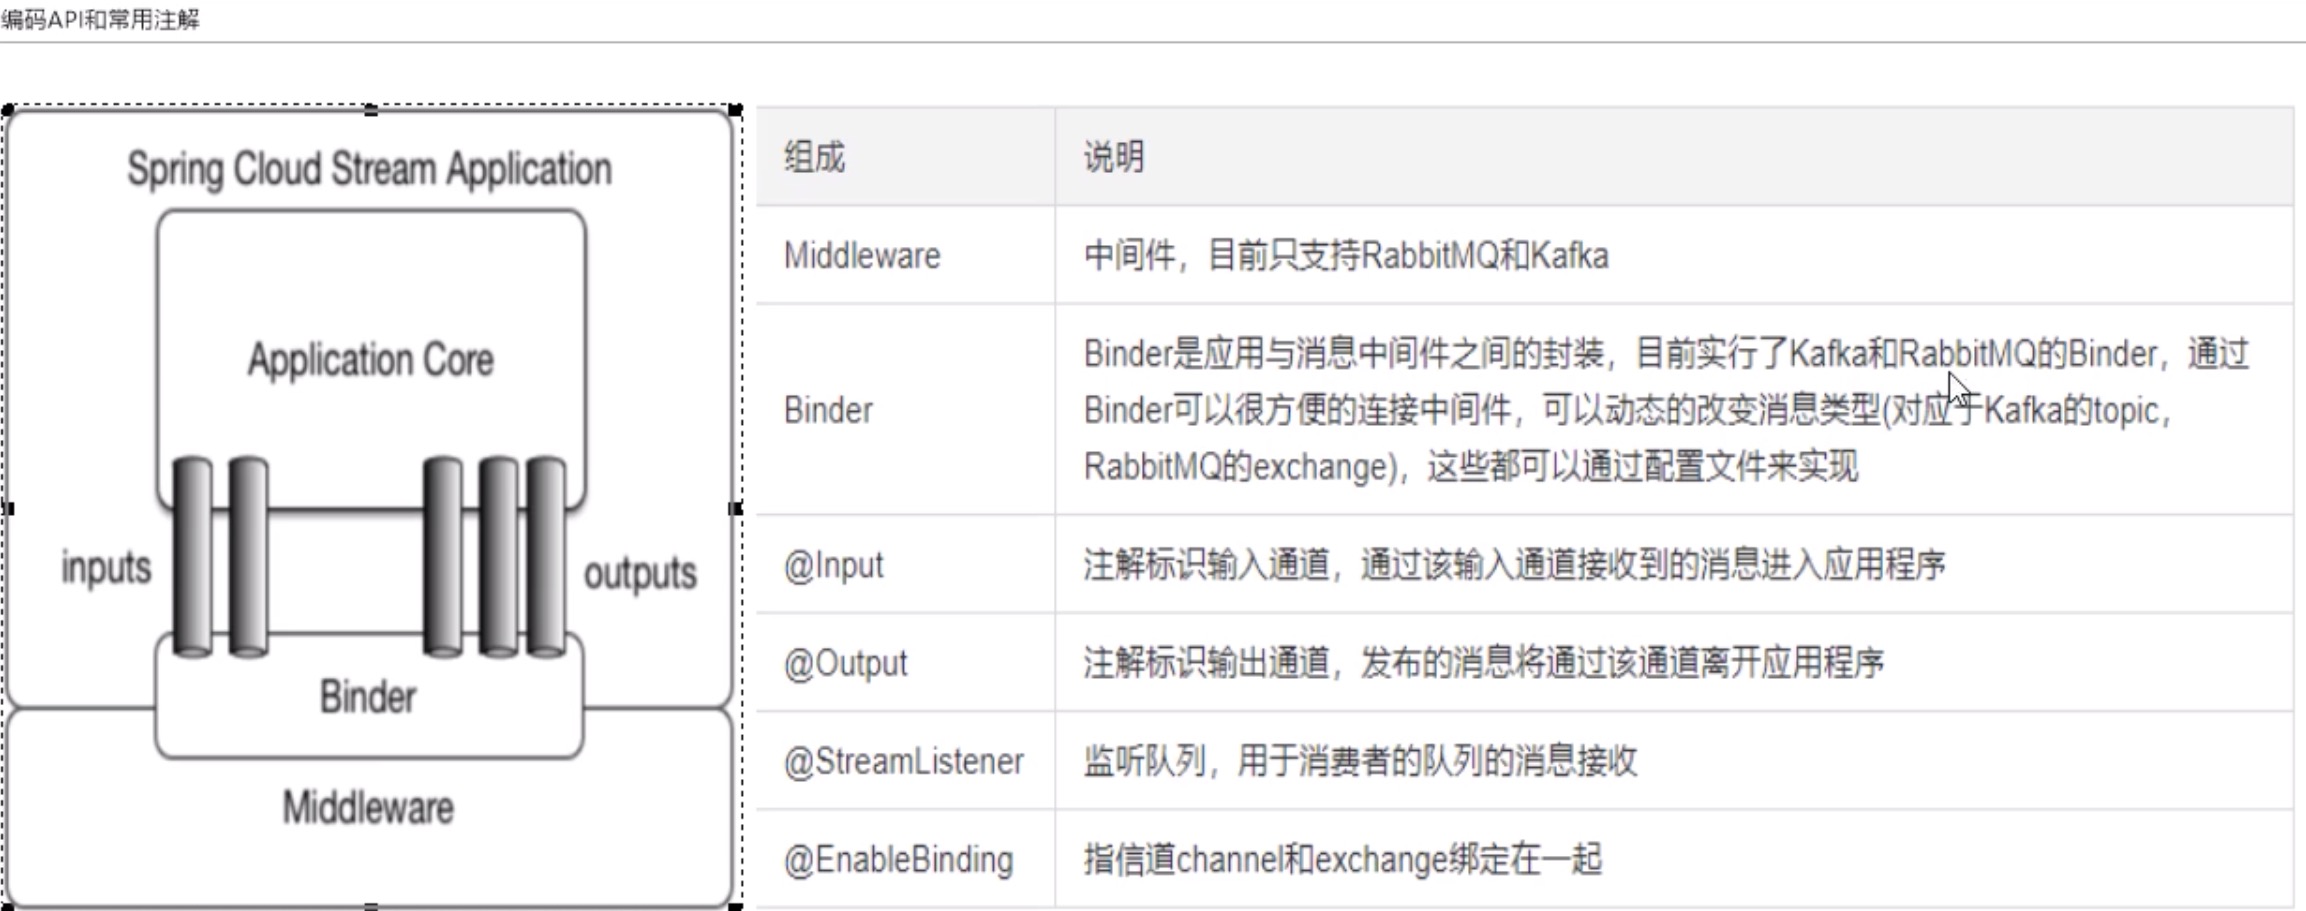 编码API和常用注解
Spring Cloud Stream Application
Application Core
inputs
outputs
Binder
Middleware
组成 说明
Middleware 中间件，目前只支持RabbitMQ和Kafka
Binder Binder是应用与消息中间件之间的封装，目前实行了Kafka和RabbitMQ的Binder，通过
Binder可以很方便的连接中间件，可以动态的改变消息类型(对应于Kafka的topic，
RabbitMQ的exchange)，这些都可以通过配置文件来实现
@Input 注解标识输入通道，通过该输入通道接收到的消息进入应用程序
@Output 注解标识输出通道，发布的消息将通过该通道离开应用程序
@StreamListener 监听队列，用于消费者的队列的消息接收
@EnableBinding 指信道channel和exchange绑定在一起